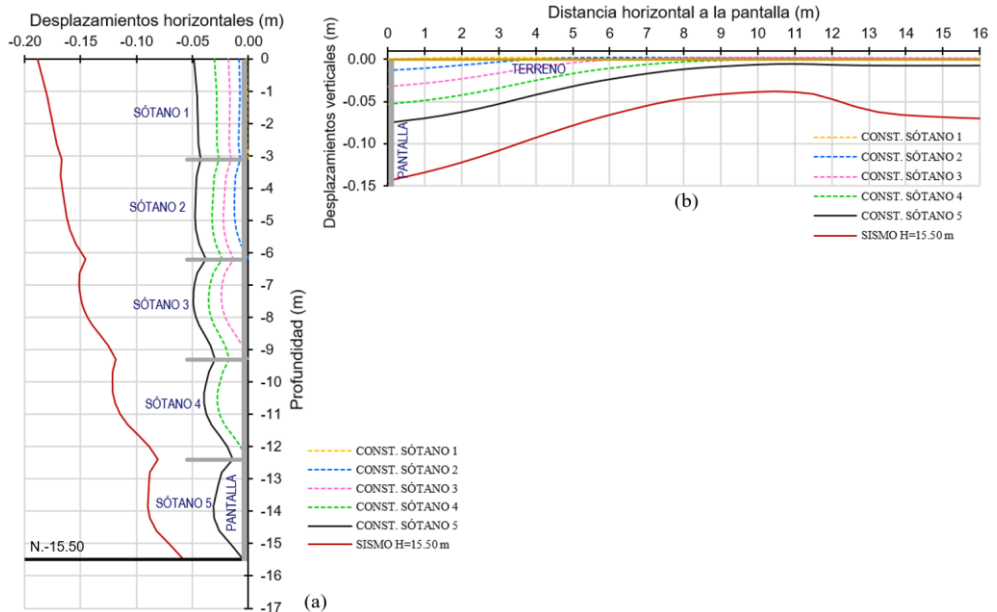 Desplazamientos horizontales (m)
-0.20 -0.15 -0.10 -0.05 0.00
0
-1
-2
-3
-4
-5
-6
-7
-8
-9
-10
-11
-12
-13
-14
-15
-16
-17
Profundidad (m)
SÓTANO 1
SÓTANO 2
SÓTANO 3
SÓTANO 4
SÓTANO 5
PANTALLA
N.-15.50
(a)
CONST. SÓTANO 1
CONST. SÓTANO 2
CONST. SÓTANO 3
CONST. SÓTANO 4
CONST. SÓTANO 5
SISMO H=15.50 m
Distancia horizontal a la pantalla (m)
0 1 2 3 4 5 6 7 8 9 10 11 12 13 14 15 16
Desplazamientos verticales (m)
0.00
-0.05
-0.10
-0.15
TERRENO
PANTALLA
(b)
CONST. SÓTANO 1
CONST. SÓTANO 2
CONST. SÓTANO 3
CONST. SÓTANO 4
CONST. SÓTANO 5
SISMO H=15.50 m